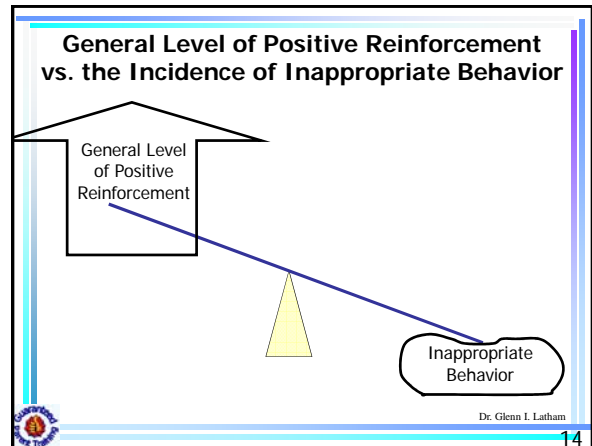 General Level of Positive Reinforcement
vs. the Incidence of Inappropriate Behavior
General Level
of Positive
Reinforcement
Inappropriate
Behavior
Dr. Glenn I. Latham
Guaranteed
14